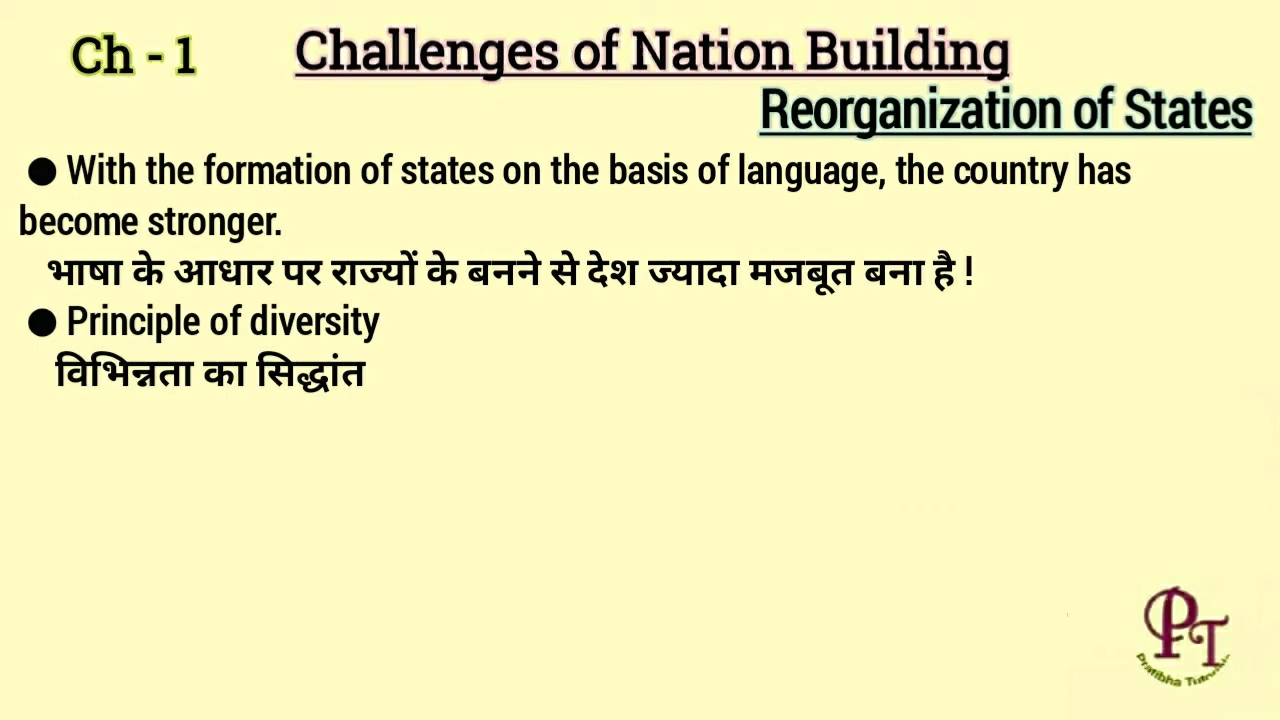 Ch - 1
Challenges of Nation Building
Reorganization of States
● With the formation of states on the basis of language, the country has
become stronger.
भाषा के आधार पर राज्यों के बनने से देश ज्यादा मजबूत बना है !
● Principle of diversity
विभिन्नता का सिद्धांत
PT
Pratibha